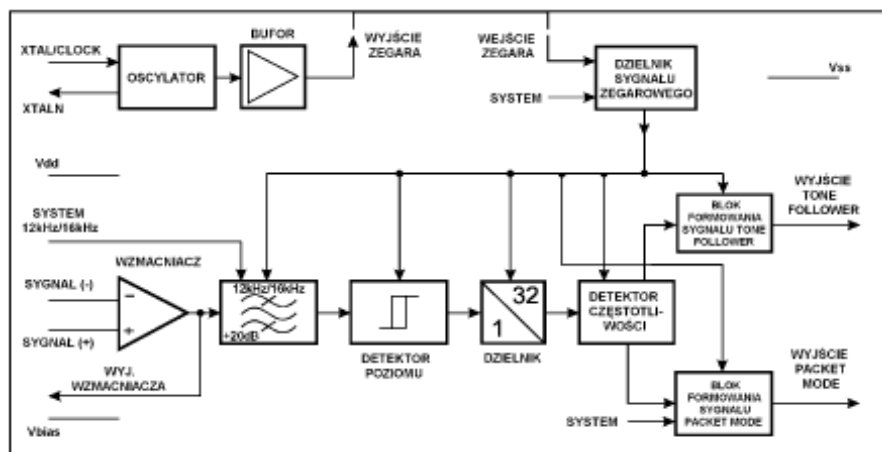 BUFOR
XTAL/CLOCK
OSCYLATOR
XTALN
WYJŚCIE
ZEGARA
WEJŚCIE
ZEGARA
SYSTEM
DZIELNIK
SYGNAŁU
ZEGAROWEGO
Vss
Vdd
SYSTEM
12kHz/16kHz
WZMACNIACZ
SYGNAŁ (-)
SYGNAŁ (+)
WYJ.
WZMACNIACZA
Vbias
12kHz/16kHz
+20dB
DETEKTOR
POZIOMU
32
1
DZIELNIK
DETEKTOR
CZĘSTOTLI-
WOŚCI
BLOK
FORMOWANIA
SYGNAŁU TONE
FOLLOWER
WYJŚCIE
TONE
FOLLOWER
BLOK
FORMOWANIA
SYGNAŁU
PACKET MODE
SYSTEM
WYJŚCIE
PACKET
MODE